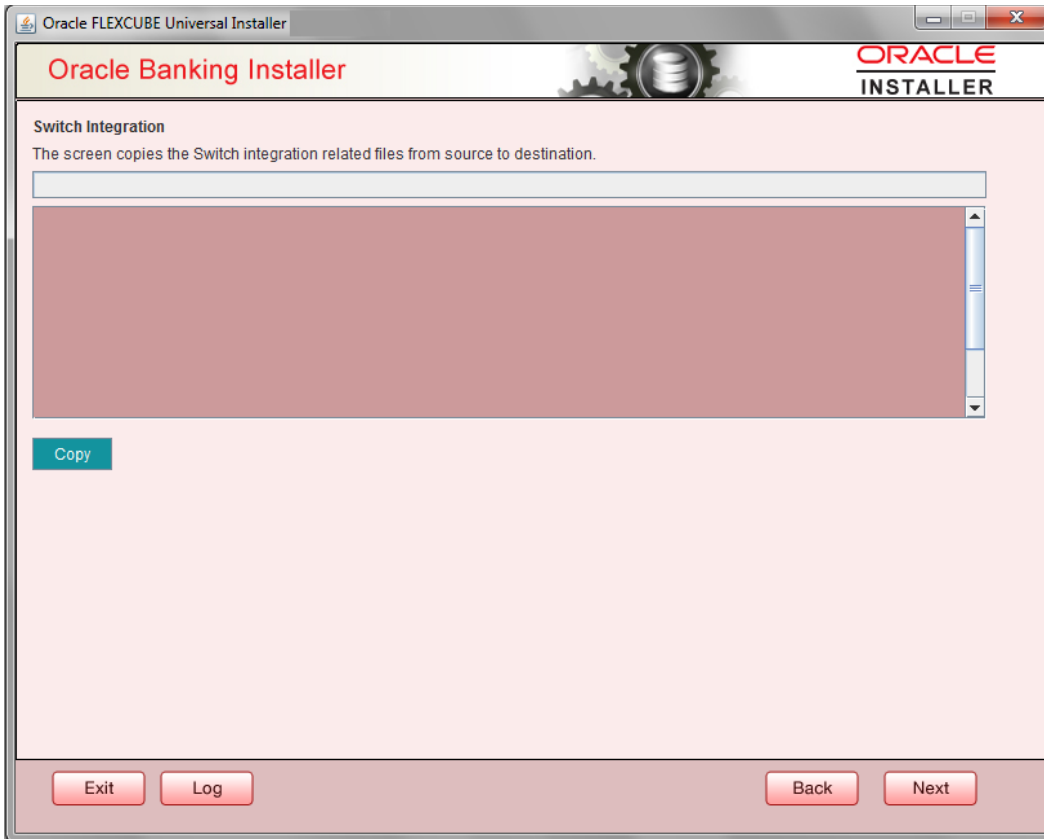 Oracle FLEXCUBE Universal Installer
Oracle Banking Installer
ORACLE
INSTALLER
Switch Integration
The screen copies the Switch integration related files from source to destination.
Copy
Exit Log Back Next